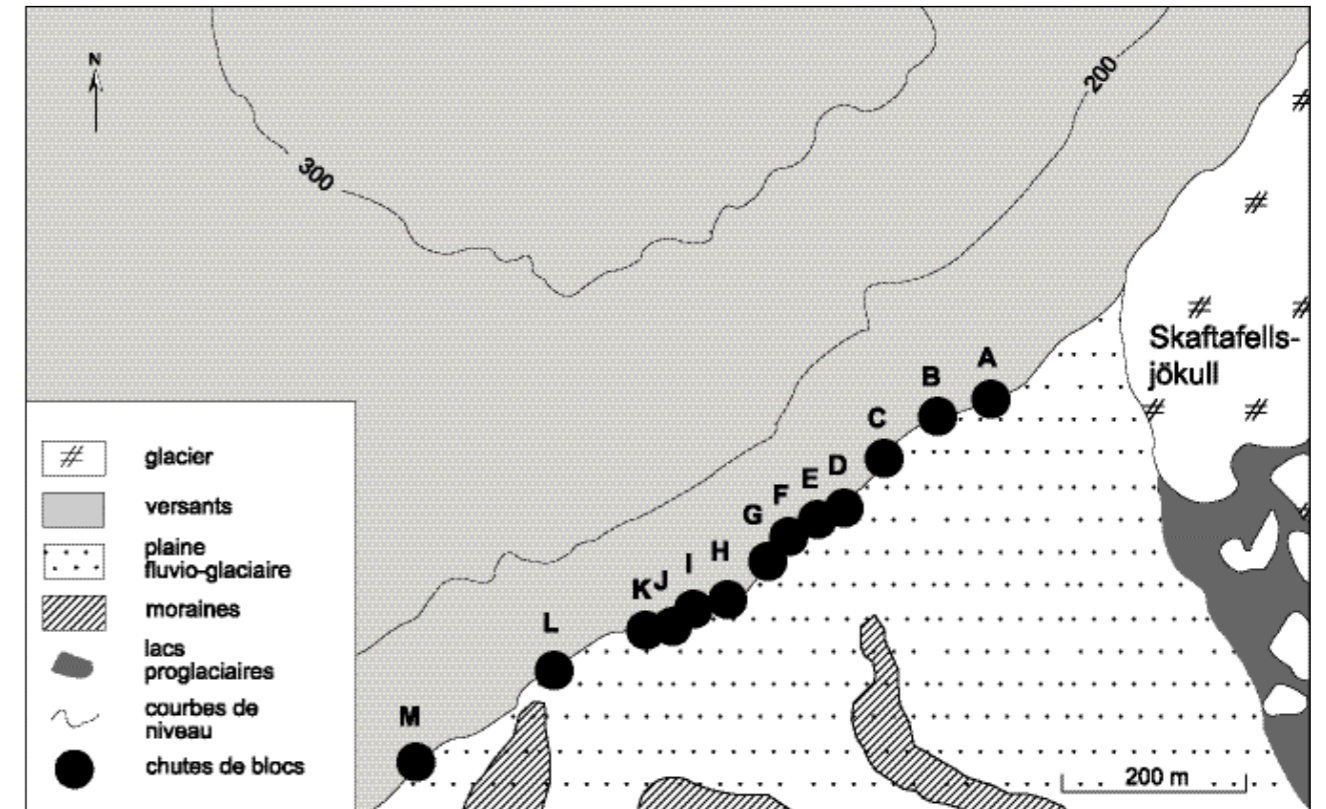 N
200
300
Skaftafells-
jökull
A
B
C
D
E
F
G
H
I
J
K
L
M
glacier
versants
plaine
fluvio-glaciaire
moraines
lacs
proglaciaires
courbes de
niveau
chutes de blocs
200 m